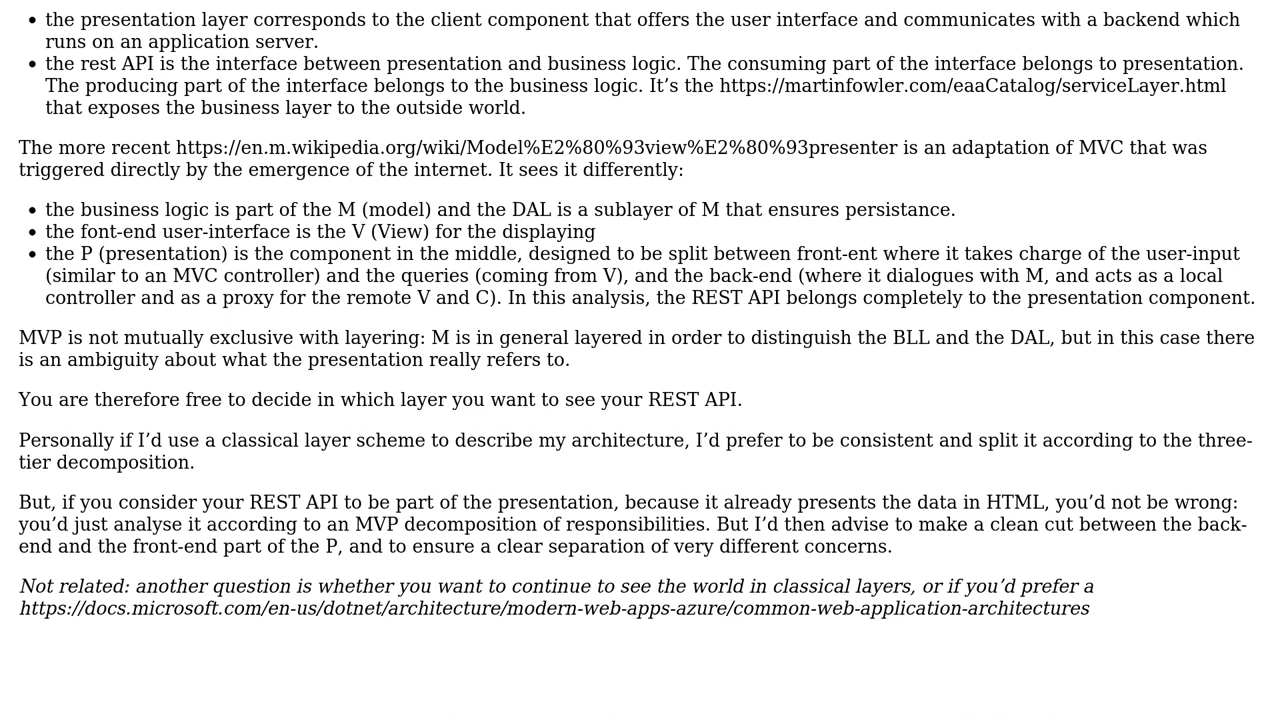 • the presentation layer corresponds to the client component that offers the user interface and communicates with a backend which
runs on an application server.
• the rest API is the interface between presentation and business logic. The consuming part of the interface belongs to presentation.
The producing part of the interface belongs to the business logic. It’s the https://martinfowler.com/eaaCatalog/serviceLayer.html
that exposes the business layer to the outside world.
The more recent https://en.m.wikipedia.org/wiki/Model%E2%80%93view%E2%80%93presenter is an adaptation of MVC that was
triggered directly by the emergence of the internet. It sees it differently:
• the business logic is part of the M (model) and the DAL is a sublayer of M that ensures persistance.
• the font-end user-interface is the V (View) for the displaying
• the P (presentation) is the component in the middle, designed to be split between front-ent where it takes charge of the user-input
(similar to an MVC controller) and the queries (coming from V), and the back-end (where it dialogues with M, and acts as a local
controller and as a proxy for the remote V and C). In this analysis, the REST API belongs completely to the presentation component.
MVP is not mutually exclusive with layering: M is in general layered in order to distinguish the BLL and the DAL, but in this case there
is an ambiguity about what the presentation really refers to.
You are therefore free to decide in which layer you want to see your REST API.
Personally if I’d use a classical layer scheme to describe my architecture, I’d prefer to be consistent and split it according to the three-
tier decomposition.
But, if you consider your REST API to be part of the presentation, because it already presents the data in HTML, you’d not be wrong:
you’d just analyse it according to an MVP decomposition of responsibilities. But I’d then advise to make a clean cut between the back-
end and the front-end part of the P, and to ensure a clear separation of very different concerns.
Not related: another question is whether you want to continue to see the world in classical layers, or if you’d prefer a
https://docs.microsoft.com/en-us/dotnet/architecture/modern-web-apps-azure/common-web-application-architectures